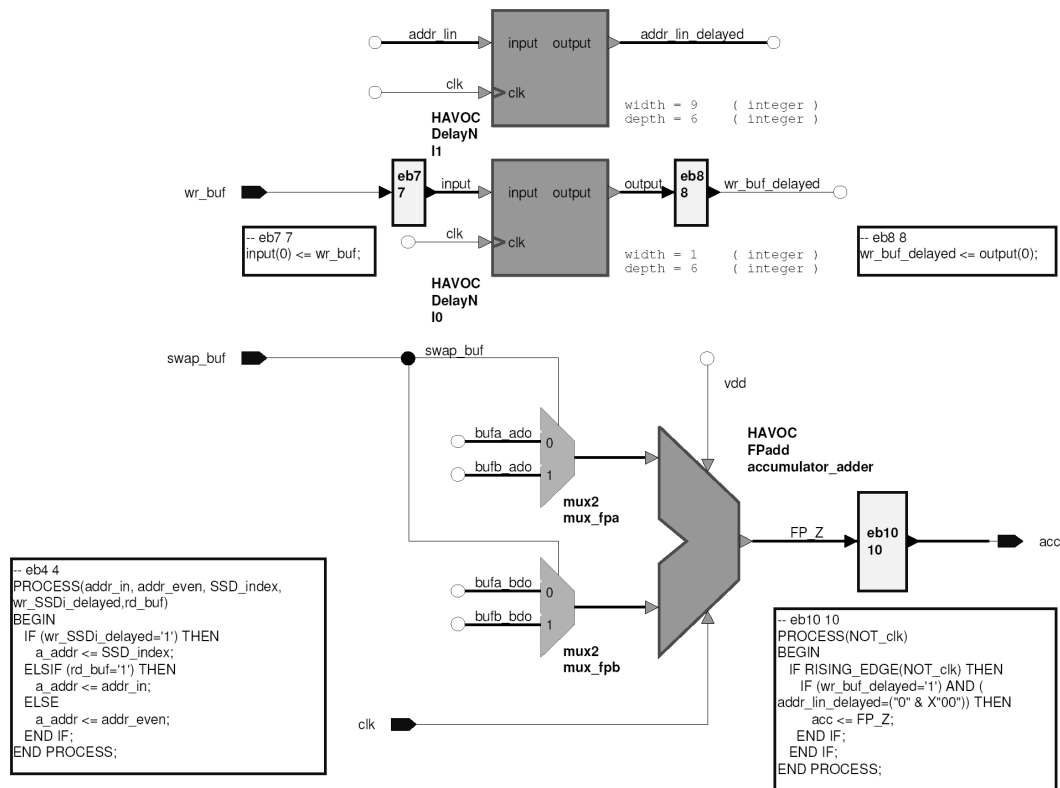 addr_lin
input output
addr_lin_delayed
clk
clk
width = 9 ( integer )
depth = 6 ( integer )
HAVOC
DelayN
I1
wr_buf
eb7
7
input
input output
output
eb8
8
wr_buf_delayed
clk
clk
-- eb7 7
input(0) <= wr_buf;
width = 1 ( integer )
depth = 6 ( integer )
-- eb8 8
wr_buf_delayed <= output(0);
HAVOC
DelayN
I0
swap_buf
swap_buf
vdd
bufa_ado
0
bufb_ado
1
mux2
mux_fpa
HAVOC
FPadd
accumulator_adder
FP_Z
eb10
10
acc
bufa_bdo
0
bufb_bdo
1
mux2
mux_fpb
clk
-- eb4 4
PROCESS(addr_in, addr_even, SSD_index,
wr_SSDi_delayed,rd_buf)
BEGIN
IF (wr_SSDi_delayed='1') THEN
a_addr <= SSD_index;
ELSIF (rd_buf='1') THEN
a_addr <= addr_in;
ELSE
a_addr <= addr_even;
END IF;
END PROCESS;
-- eb10 10
PROCESS(NOT_clk)
BEGIN
IF RISING_EDGE(NOT_clk) THEN
IF (wr_buf_delayed='1') AND (
addr_lin_delayed=("0" & X"00")) THEN
acc <= FP_Z;
END IF;
END IF;
END PROCESS;